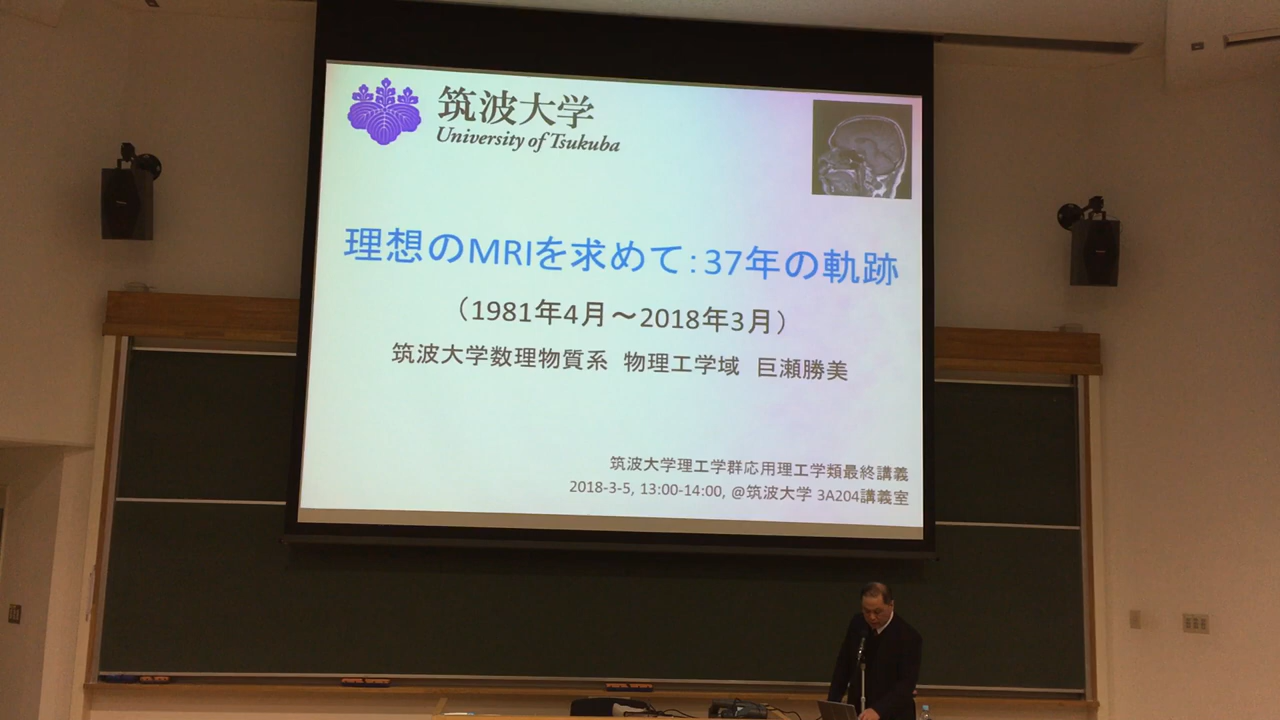 筑波大学
University of Tsukuba
理想のMRIを求めて：37年の軌跡
（1981年4月～2018年3月）
筑波大学数理物質系 物理工学域 巨瀬勝美
筑波大学理工学群応用理工学類最終講義
2018-3-5, 13:00-14:00, @筑波大学 3A204講義室